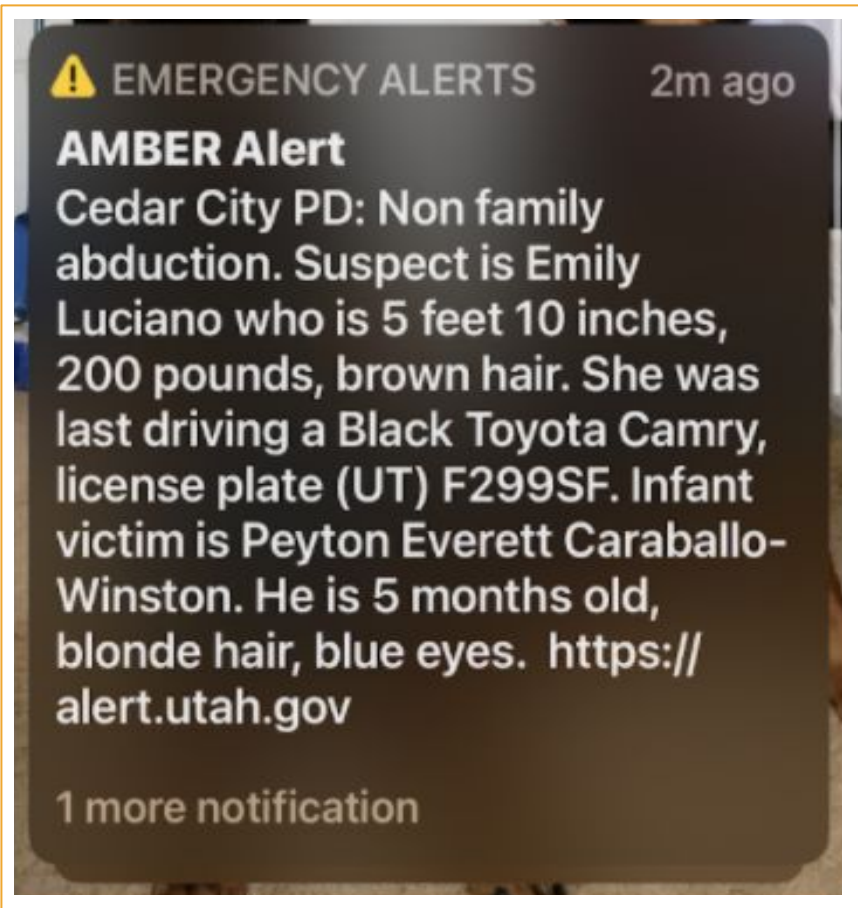 EMERGENCY ALERTS 2m ago
AMBER Alert
Cedar City PD: Non family
abduction. Suspect is Emily
Luciano who is 5 feet 10 inches,
200 pounds, brown hair. She was
last driving a Black Toyota Camry,
license plate (UT) F299SF. Infant
victim is Peyton Everett Caraballo-
Winston. He is 5 months old,
blonde hair, blue eyes. https://
alert.utah.gov
1 more notification